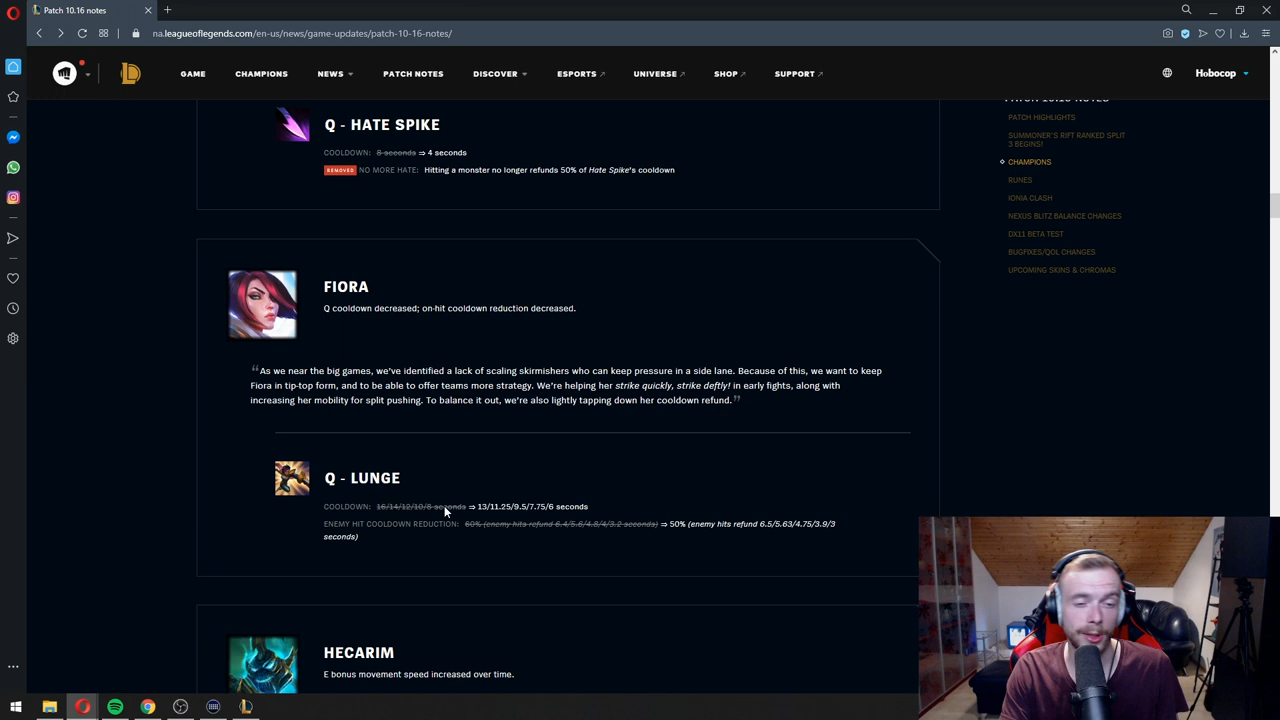 Patch 10.16 notes
na.leagueoflegends.com/en-us/news/game-updates/patch-10-16-notes/
GAME CHAMPIONS NEWS PATCH NOTES DISCOVER ESPORTS UNIVERSE SHOP SUPPORT Hobocop
PATCH 10.16 NOTES
PATCH HIGHLIGHTS
SUMMONER'S RIFT RANKED SPLIT
3 BEGINS!
CHAMPIONS
RUNES
IONIA CLASH
NEXUS BLITZ BALANCE CHANGES
DX11 BETA TEST
BUGFIXES/QOL CHANGES
UPCOMING SKINS & CHROMAS
Q - HATE SPIKE
COOLDOWN: 8 seconds ⇒ 4 seconds
REMOVED NO MORE HATE: Hitting a monster no longer refunds 50% of Hate Spike's cooldown
FIORA
Q cooldown decreased; on-hit cooldown reduction decreased.
“As we near the big games, we've identified a lack of scaling skirmishers who can keep pressure in a side lane. Because of this, we want to keep
Fiora in tip-top form, and to be able to offer teams more strategy. We're helping her strike quickly, strike deftly! in early fights, along with
increasing her mobility for split pushing. To balance it out, we're also lightly tapping down her cooldown refund.”
Q - LUNGE
COOLDOWN: 16/14/12/10/8 seconds ⇒ 13/11.25/9.5/7.75/6 seconds
ENEMY HIT COOLDOWN REDUCTION: 60% (enemy hits refund 6.4/5.6/4.8/4/3.2 seconds) ⇒ 50% (enemy hits refund 6.5/5.63/4.75/3.9/3
seconds)
HECARIM
E bonus movement speed increased over time.